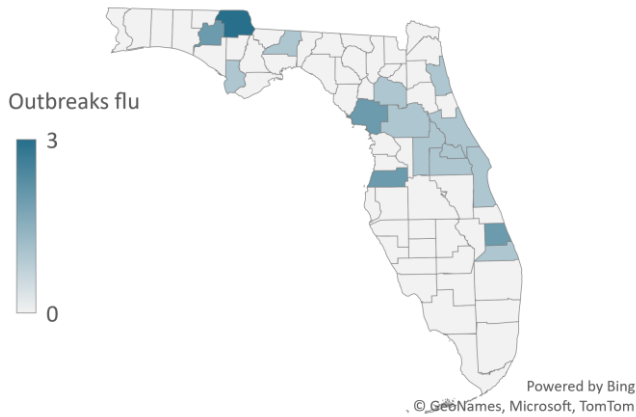 Outbreaks flu
3
0
Powered by Bing
© GeoNames, Microsoft, TomTom